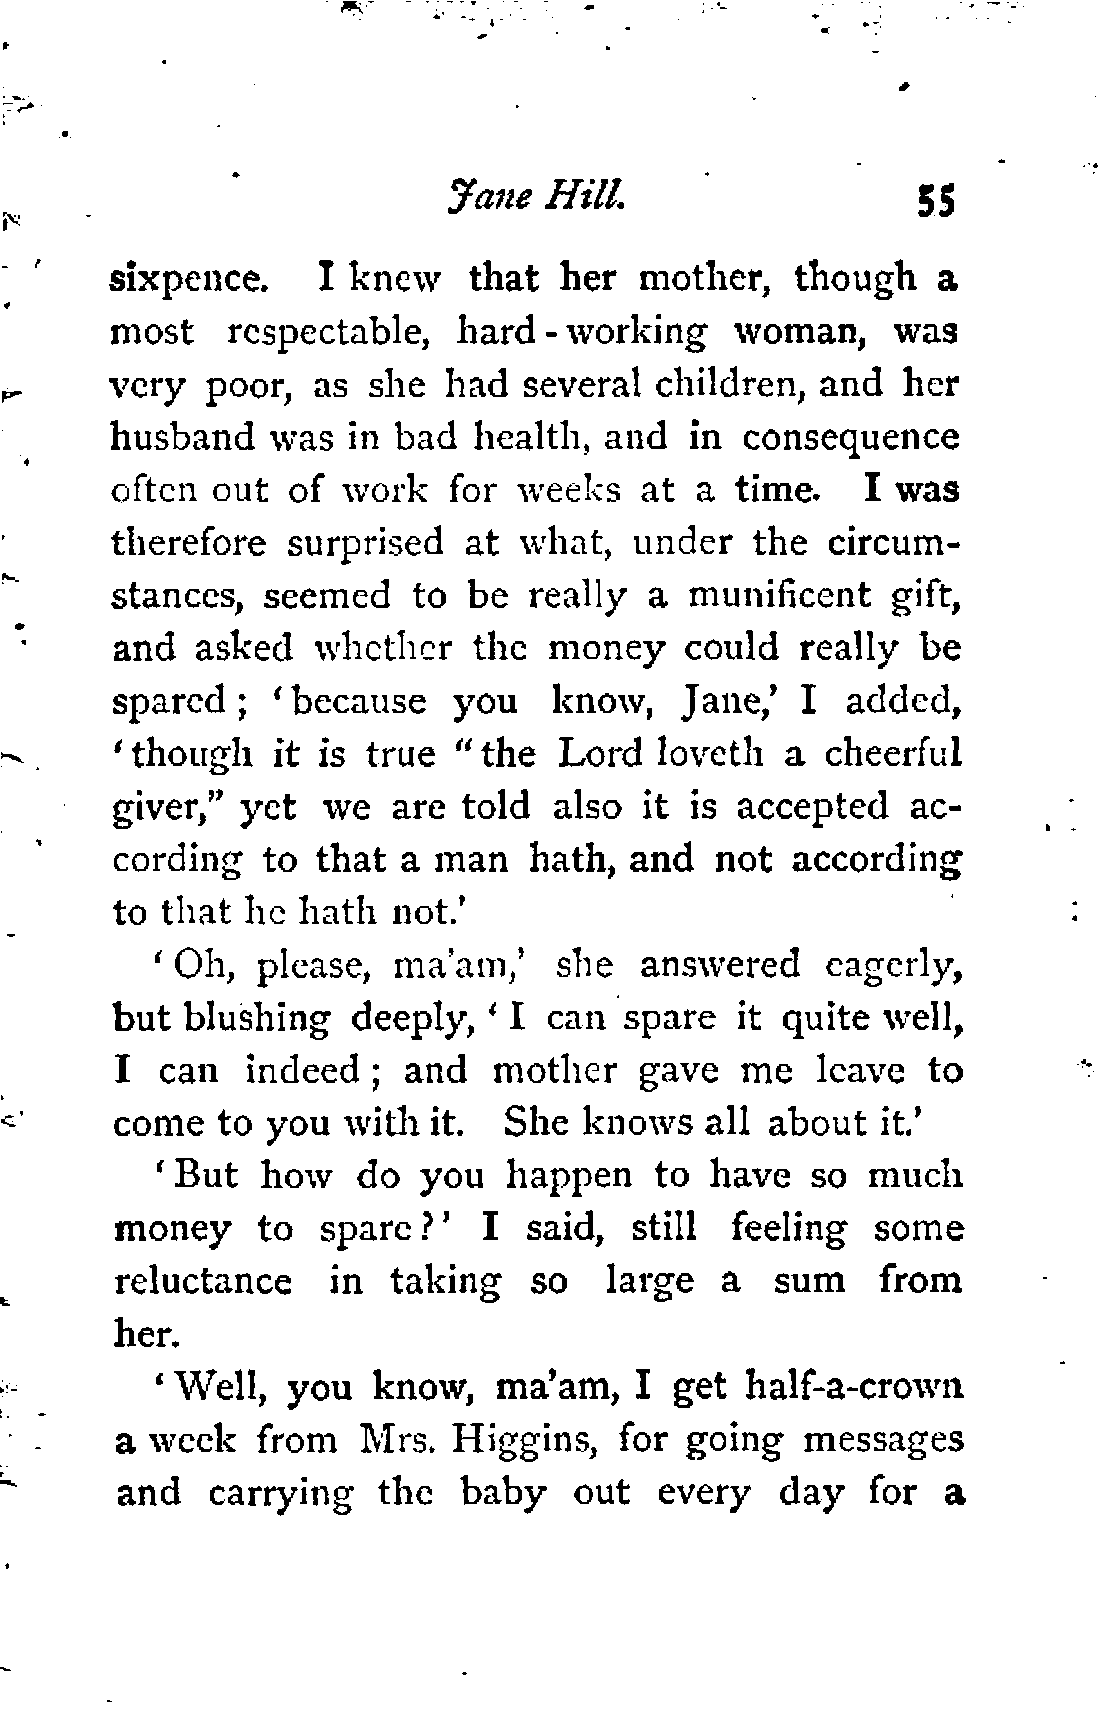 Jane Hill. 55
sixpence. I knew that her mother, though a
most respectable, hard-working woman, was
very poor, as she had several children, and her
husband was in bad health, and in consequence
often out of work for weeks at a time. I was
therefore surprised at what, under the circum-
stances, seemed to be really a munificent gift,
and asked whether the money could really be
spared; ‘because you know, Jane,’ I added,
‘though it is true “the Lord loveth a cheerful
giver,” yet we are told also it is accepted ac-
cording to that a man hath, and not according
to that he hath not.’
‘Oh, please, ma’am,’ she answered eagerly,
but blushing deeply, ‘I can spare it quite well,
I can indeed; and mother gave me leave to
come to you with it. She knows all about it.’
‘But how do you happen to have so much
money to spare?’ I said, still feeling some
reluctance in taking so large a sum from
her.
‘Well, you know, ma’am, I get half-a-crown
a week from Mrs. Higgins, for going messages
and carrying the baby out every day for a